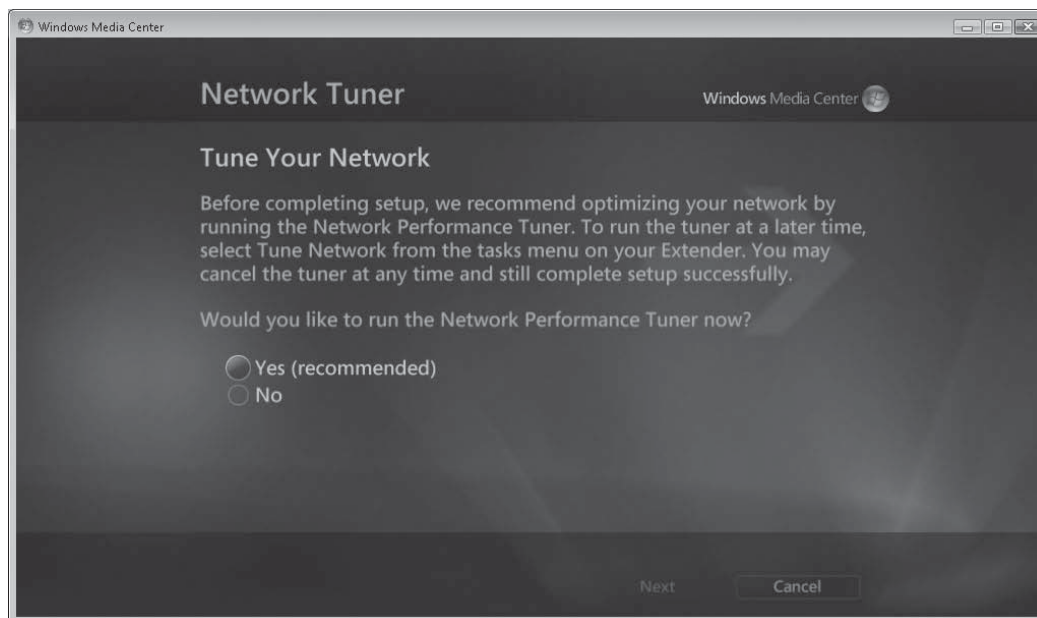 Windows Media Center
Network Tuner
Windows Media Center
Tune Your Network
Before completing setup, we recommend optimizing your network by
running the Network Performance Tuner. To run the tuner at a later time,
select Tune Network from the tasks menu on your Extender. You may
cancel the tuner at any time and still complete setup successfully.
Would you like to run the Network Performance Tuner now?
Yes (recommended)
No
Next
Cancel